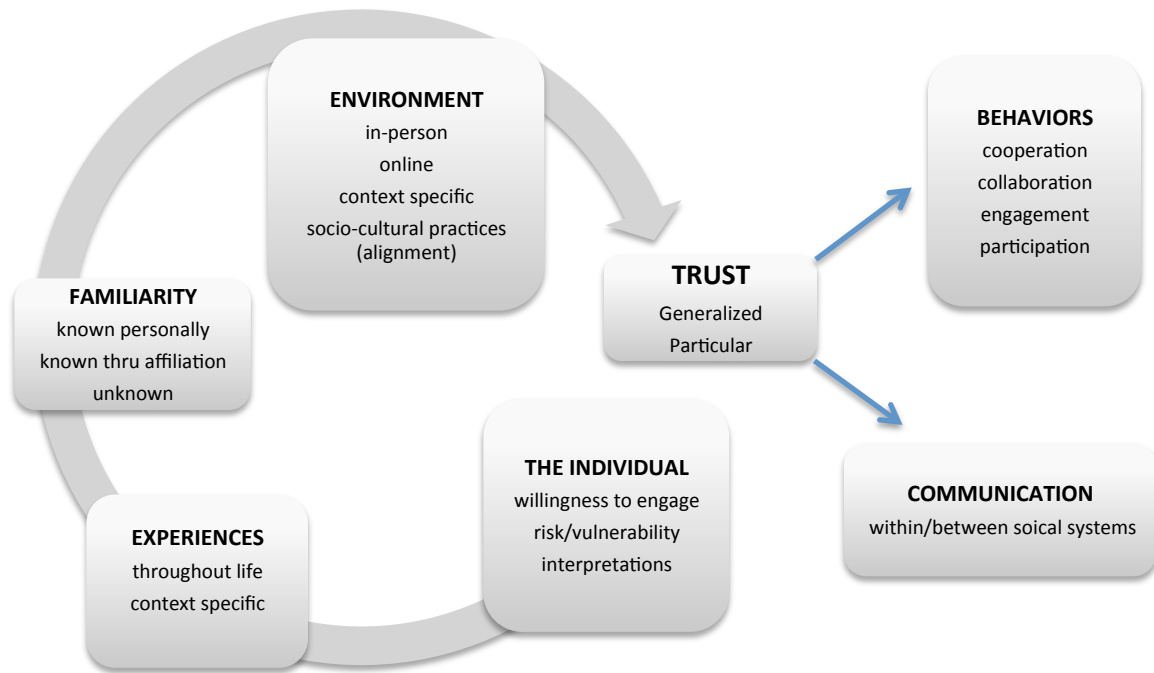 ENVIRONMENT
in-person
online
context specific
socio-cultural practices
(alignment)
BEHAVIORS
cooperation
collaboration
engagement
participation
TRUST
Generalized
Particular
FAMILIARITY
known personally
known thru affiliation
unknown
THE INDIVIDUAL
willingness to engage
risk/vulnerability
interpretations
COMMUNICATION
within/between soical systems
EXPERIENCES
throughout life
context specific